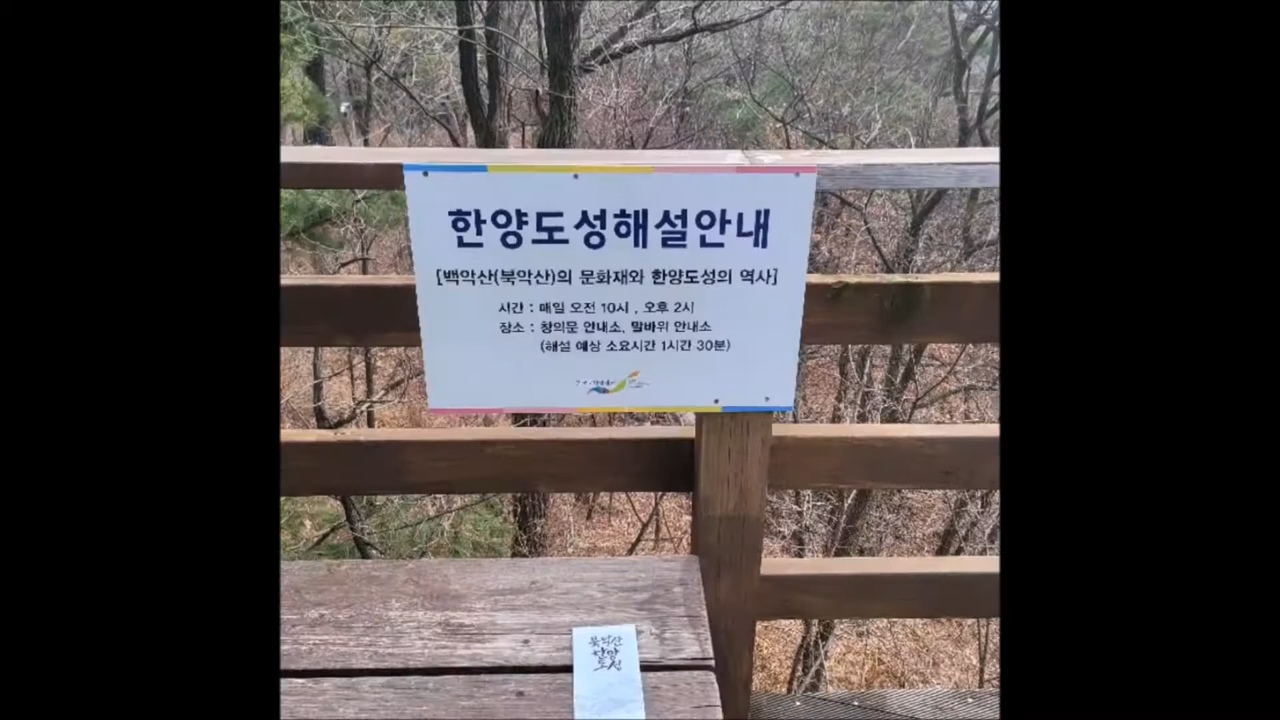 한양도성해설안내
[백악산(북악산)의 문화재와 한양도성의 역사]
시간 : 매일 오전 10시 , 오후 2시
장소 : 창의문 안내소, 말바위 안내소
(해설 예상 소요시간 1시간 30분)
북악산
한양
도성